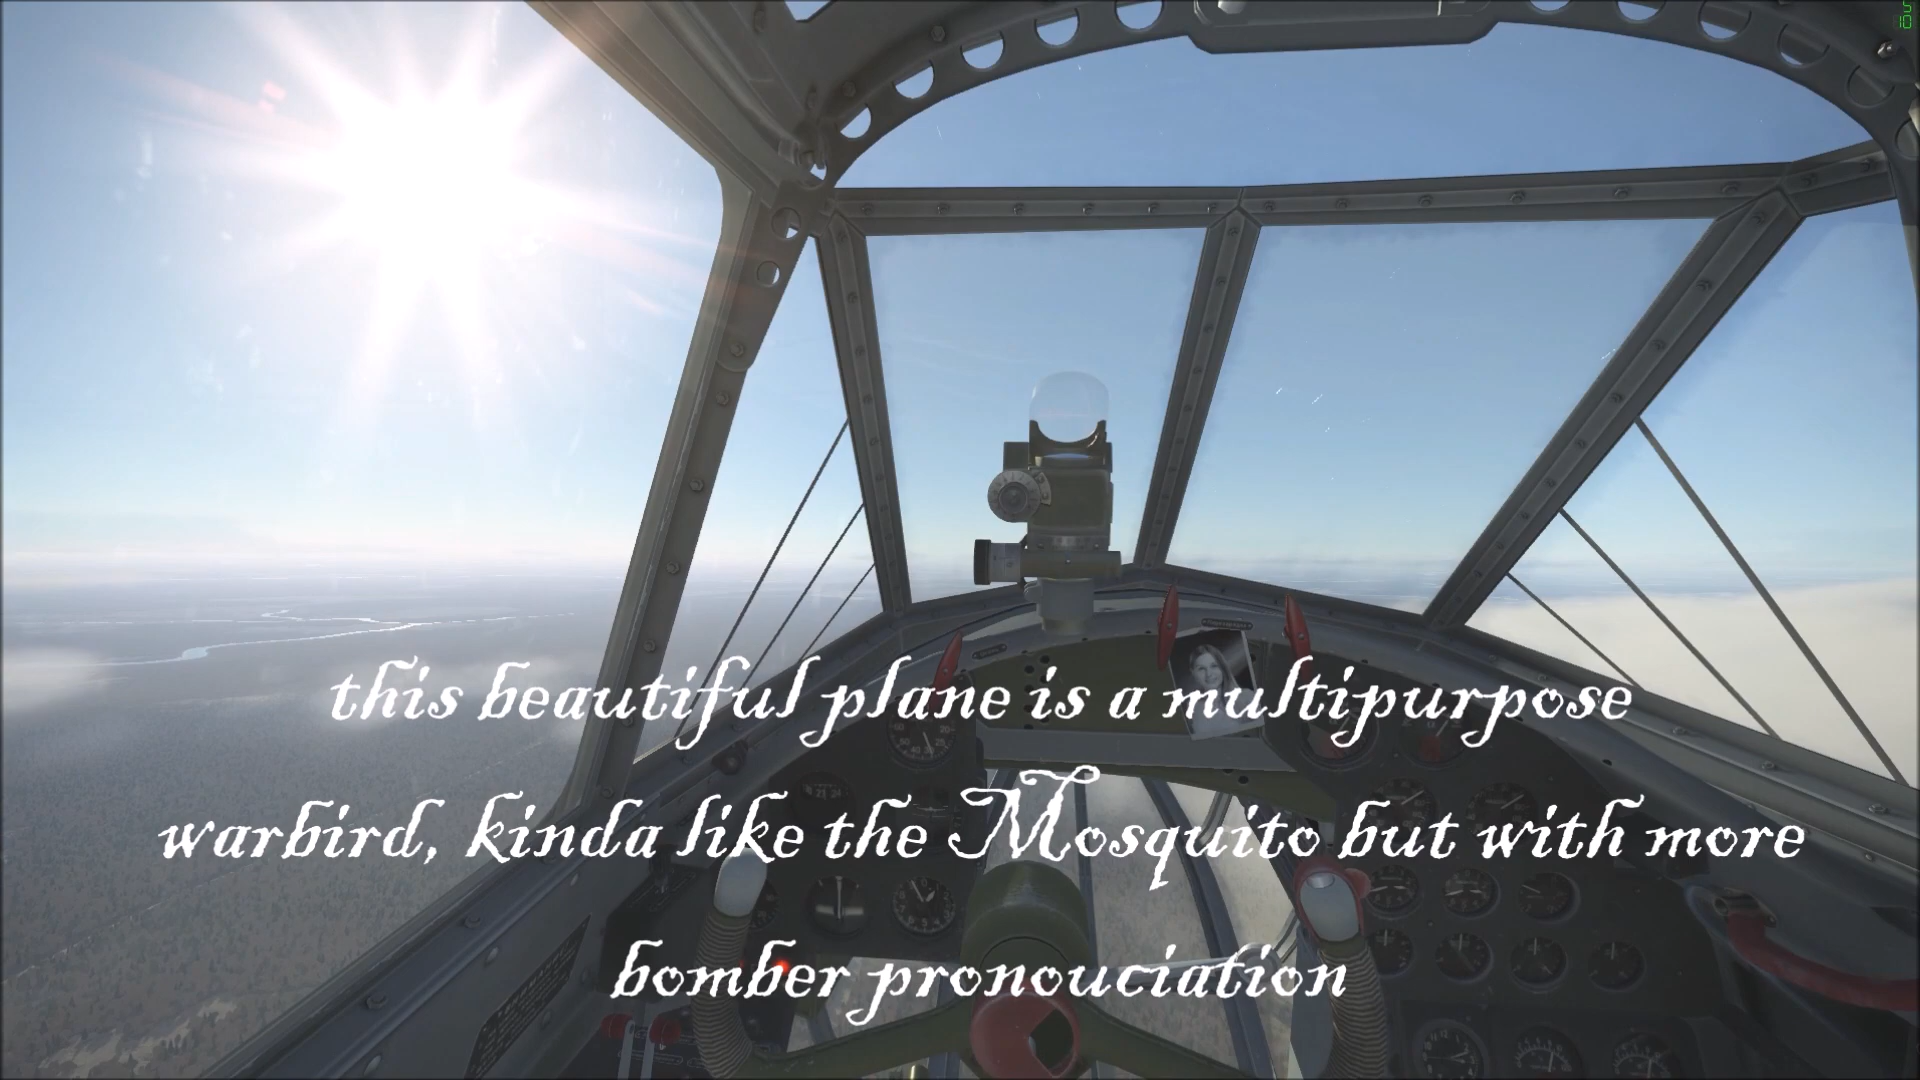 this beautiful plane is a multipurpose
warbird, kinda like the Mosquito but with more
bomber pronouciation